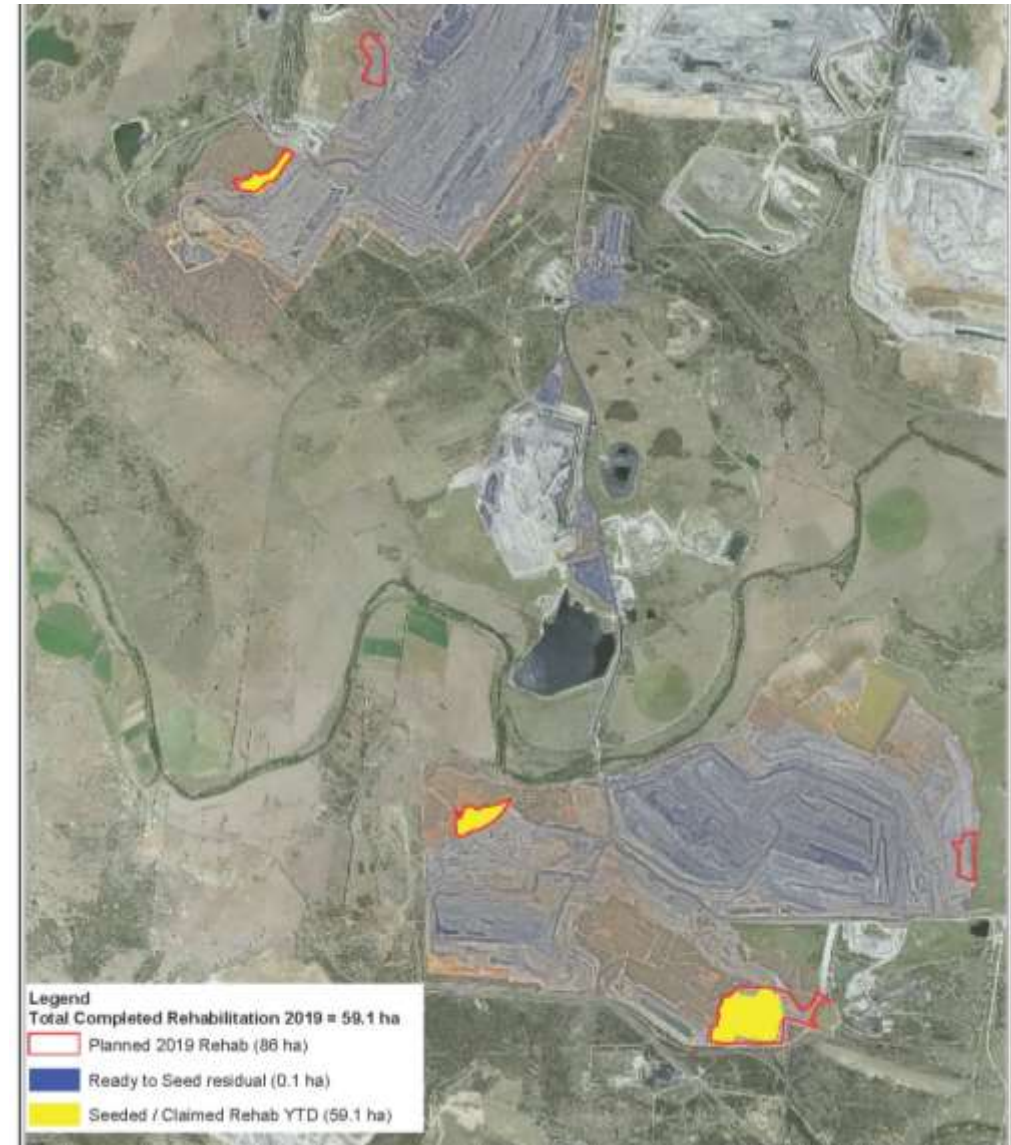 Legend
Total Completed Rehabilitation 2019 = 59.1 ha
Planned 2019 Rehab (86 ha)
Ready to Seed residual (0.1 ha)
Seeded / Claimed Rehab YTD (59.1 ha)